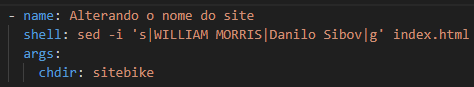 - name: Alterando o nome do site
shell: sed -i 's|WILLIAM MORRIS|Danilo Sibov|g' index.html
args:
chdir: sitebike